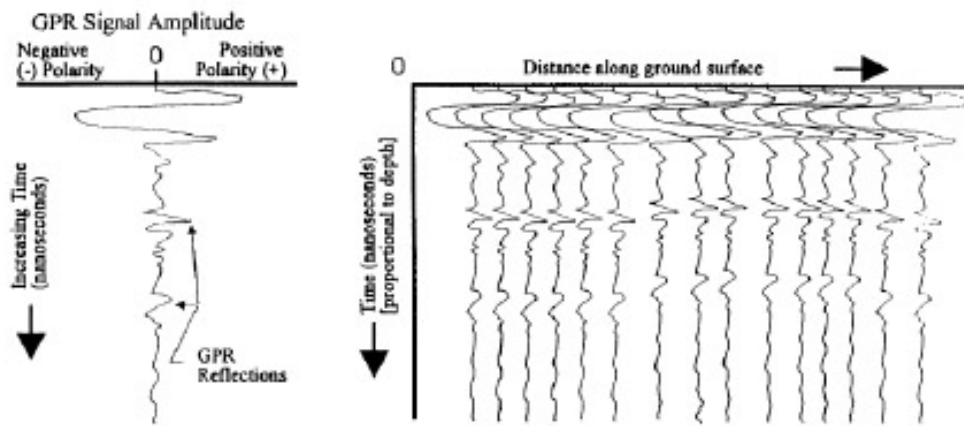 GPR Signal Amplitude
Negative
(-) Polarity
0
Positive
Polarity (+)
Increasing Time
(nanoseconds)
GPR
Reflections
0
Distance along ground surface
Time (nanoseconds)
[proportional to depth]